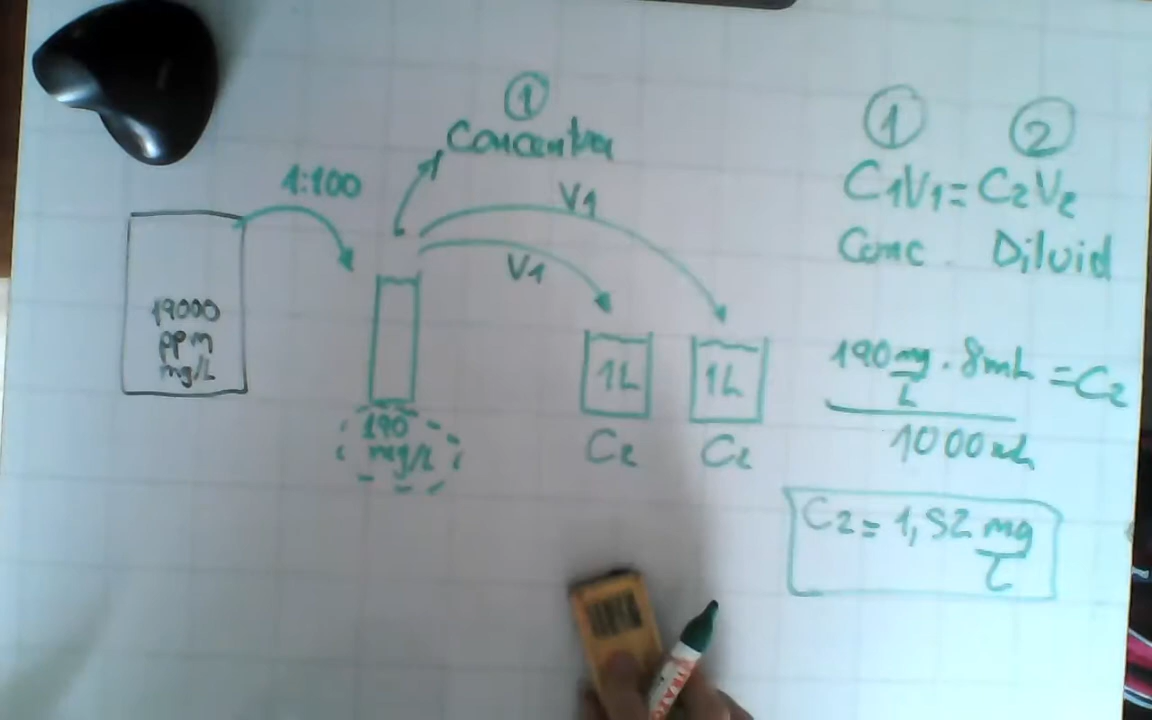 1:100
19000
ppm
mg/L
190
mg/L
①
Concentra
V1
V1
1L
1L
C2
C2
① ②
C1V1 = C2V2
Conc. Diluid
190 mg/L . 8mL = C2
1000 mL
C2 = 1,52 mg/L